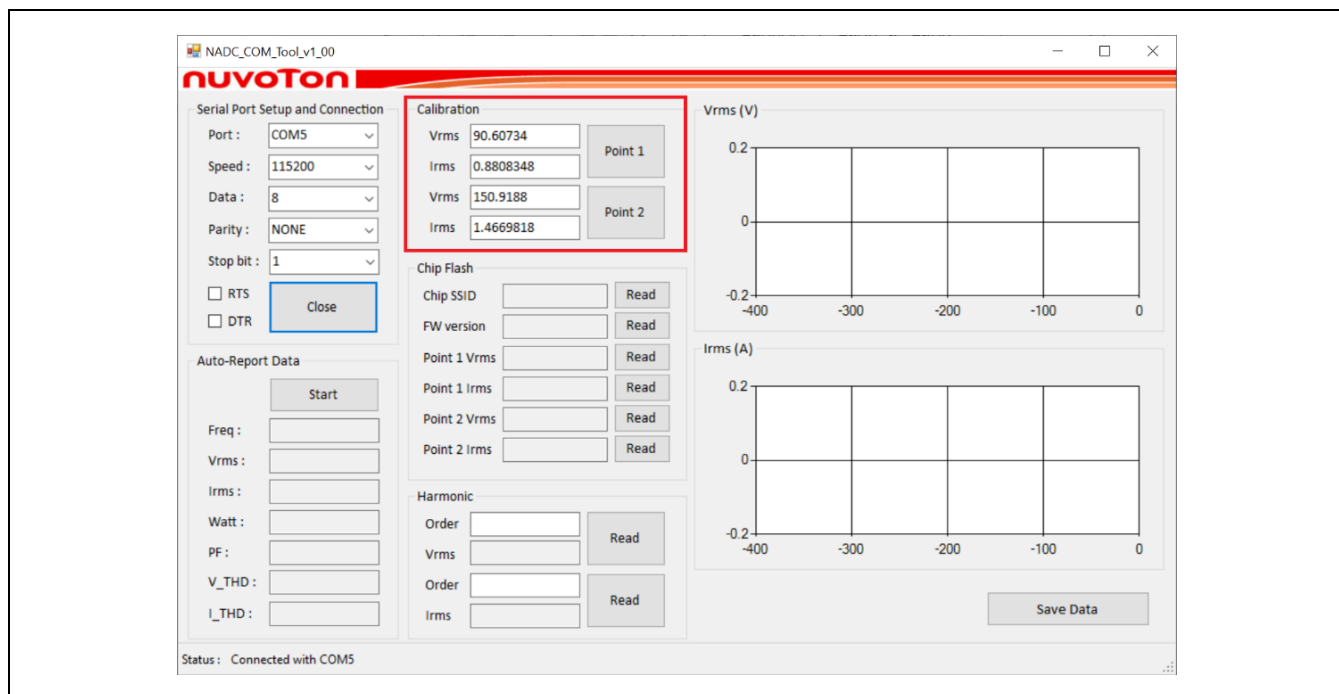 NADC_COM_Tool_v1_00
nuvoTon
Serial Port Setup and Connection
Port :
COM5
Speed :
115200
Data :
8
Parity :
NONE
Stop bit :
1
RTS
DTR
Close
Auto-Report Data
Start
Freq :
Vrms :
Irms :
Watt :
PF :
V_THD :
I_THD :
Calibration
Vrms
90.60734
Irms
0.8808348
Point 1
Vrms
150.9188
Irms
1.4669818
Point 2
Chip Flash
Chip SSID
Read
FW version
Read
Point 1 Vrms
Read
Point 1 Irms
Read
Point 2 Vrms
Read
Point 2 Irms
Read
Harmonic
Order
Vrms
Read
Order
Irms
Read
Vrms (V)
0.2
0
-0.2
-400 -300 -200 -100 0
Irms (A)
0.2
0
-0.2
-400 -300 -200 -100 0
Save Data
Status : Connected with COM5